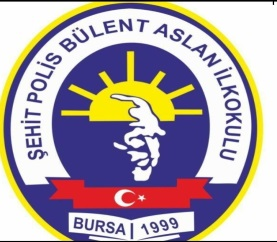 ŞEHİT POLİS BÜLENT ASLAN İLKOKULU
BURSA 1999